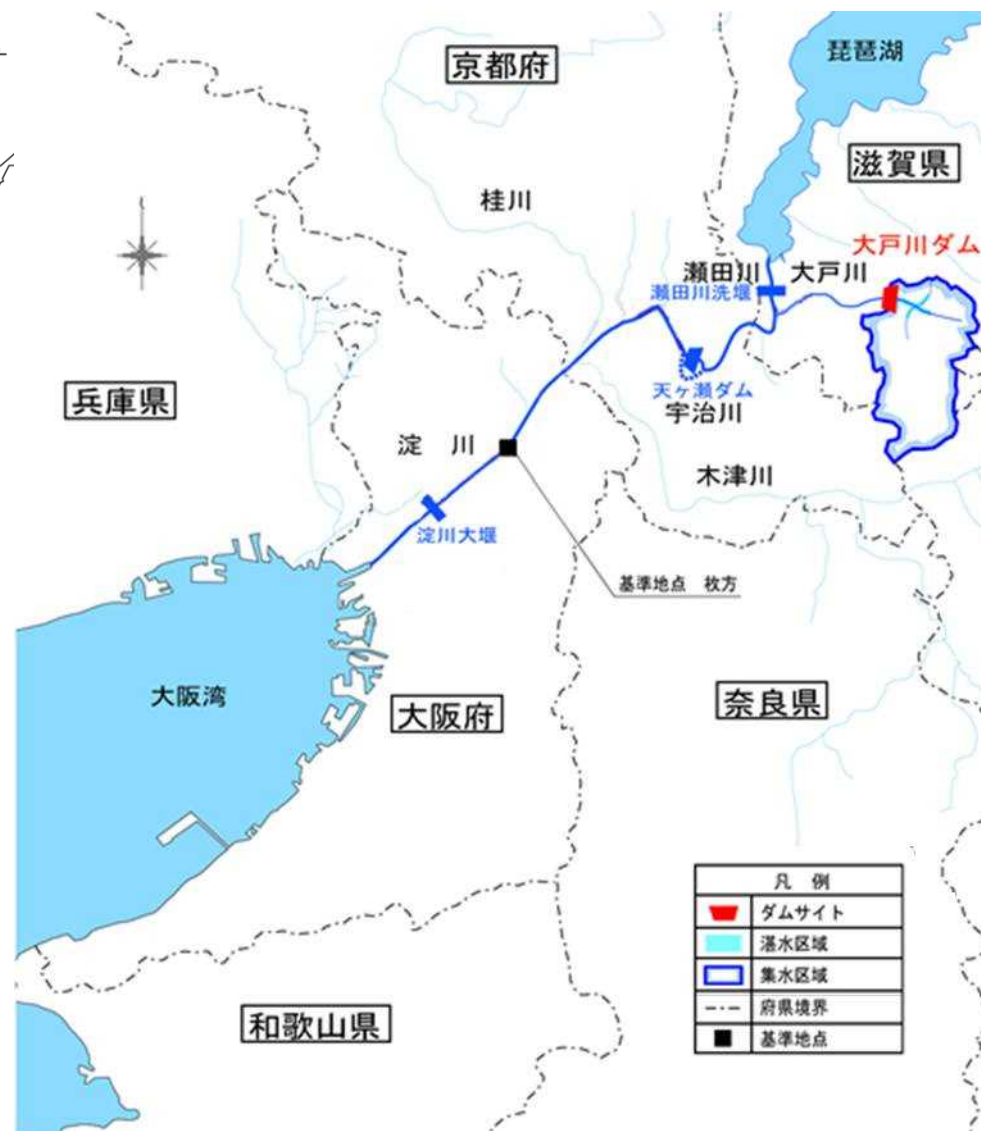 琵琶湖
京都府
滋賀県
桂川
大戸川ダム
瀬田川
大戸川
瀬田川洗堰
天ヶ瀬ダム
兵庫県
宇治川
淀 川
木津川
淀川大堰
基準地点 枚方
大阪湾
大阪府
奈良県
和歌山県
凡 例
ダムサイト
湛水区域
集水区域
府県境界
基準地点